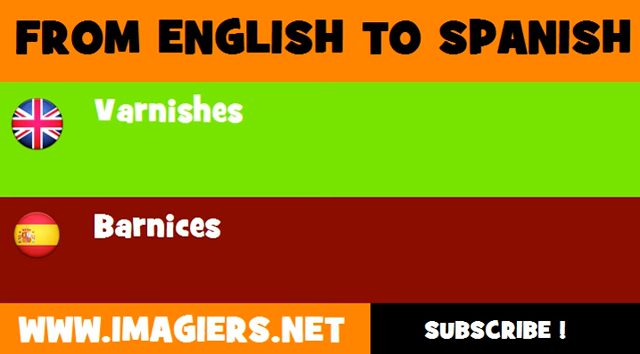 FROM ENGLISH TO SPANISH
Varnishes
Barnices
WWW.IMAGIERS.NET
SUBSCRIBE !